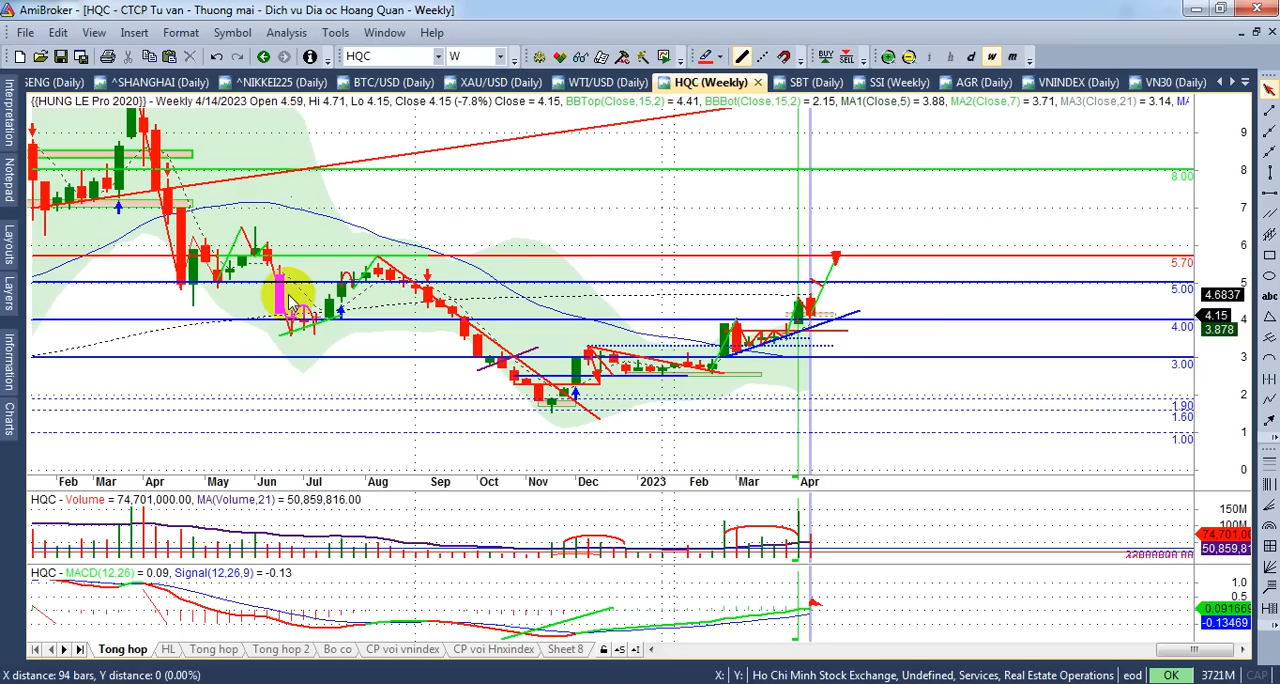 AmiBroker - [HQC - CTCP Tu van - Thuong mai - Dich vu Dia oc Hoang Quan - Weekly]
File Edit View Insert Format Symbol Analysis Tools Window Help
HQC W BUY SELL i h d w m
ENG (Daily) ^SHANGHAI (Daily) ^NIKKEI225 (Daily) BTC/USD (Daily) XAU/USD (Daily) WTI/USD (Daily) HQC (Weekly) SBT (Daily) SSI (Weekly) AGR (Daily) VNINDEX (Daily) VN30 (Daily)
{{HUNG LE Pro 2020}} - Weekly 4/14/2023 Open 4.59, Hi 4.71, Lo 4.15, Close 4.15 (-7.8%) Close = 4.15, BBTop(Close,15,2) = 4.41, BBBot(Close,15,2) = 2.15, MA1(Close,5) = 3.88, MA2(Close,7) = 3.71, MA3(Close,21) = 3.14,
Interpretation
Notepad
Layouts
Layers
Information
Charts
abc
9
8
8.00
7
6
5.70
5
5.00
4.6837
4.15
4
4.00
3.878
3
3.00
2
1.90
1.60
1
1.00
0
Feb Mar Apr May Jun Jul Aug Sep Oct Nov Dec 2023 Feb Mar Apr
HQC - Volume = 74,701,000.00, MA(Volume,21) = 50,859,816.00
150M
100M
74,701.00
50,859,81
HQC - MACD(12,26) = 0.09, Signal(12,26,9) = -0.13
1.0
0.5
0.091669
-0.13469
Tong hop HL Tong hop Tong hop 2 Bo co CP voi vnindex CP voi Hnxindex Sheet 8
X distance: 94 bars, Y distance: 0 (0.00%) X: Y: Ho Chi Minh Stock Exchange, Undefined, Services, Real Estate Operations eod OK 3721M CAP